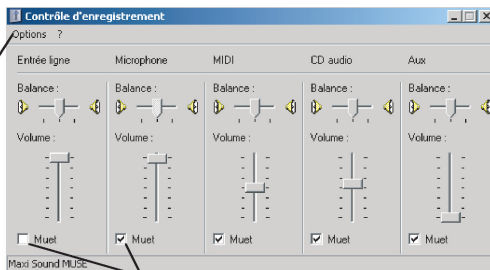 Contrôle d'enregistrement
Options ?
Entrée ligne Microphone MIDI CD audio Aux
Balance : Balance : Balance : Balance : Balance :
Volume : Volume : Volume : Volume : Volume :
Muet Muet Muet Muet Muet
Maxi Sound MUSE